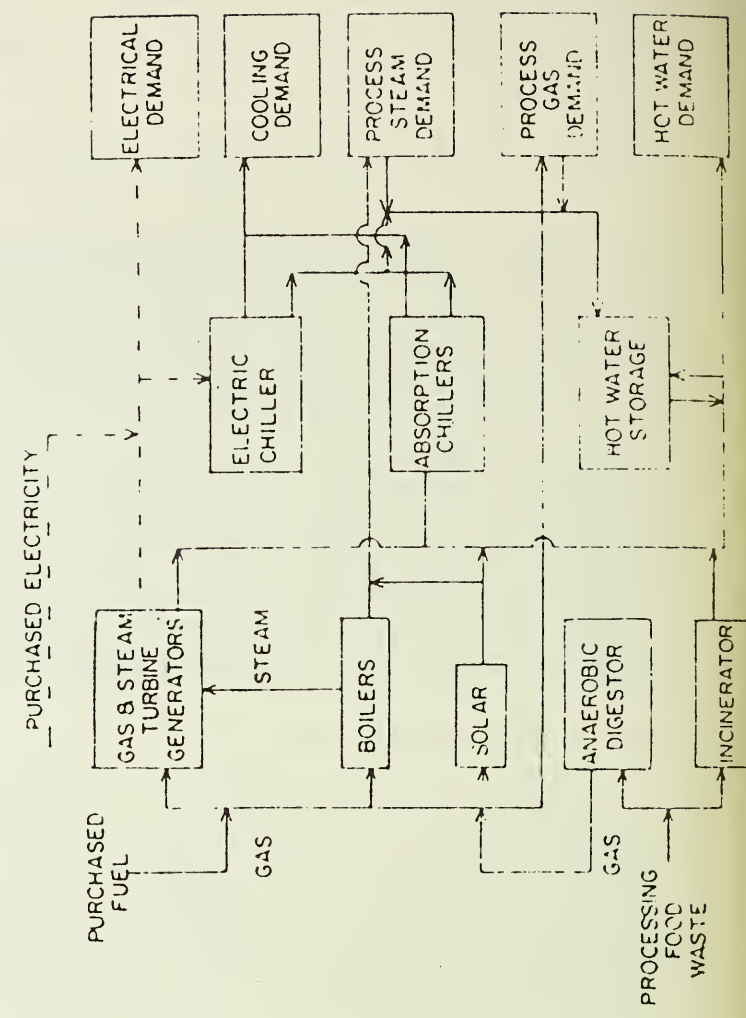 PURCHASED ELECTRICITY
PURCHASED
FUEL
GAS
GAS & STEAM
TURBINE
GENERATORS
STEAM
BOILERS
SOLAR
GAS
ANAEROBIC
DIGESTOR
PROCESSING
FOOD
WASTE
INCINERATOR
ELECTRIC
CHILLER
ABSORPTION
CHILLERS
HOT WATER
STORAGE
ELECTRICAL
DEMAND
COOLING
DEMAND
PROCESS
STEAM
DEMAND
PROCESS
GAS
DEMAND
HOT WATER
DEMAND